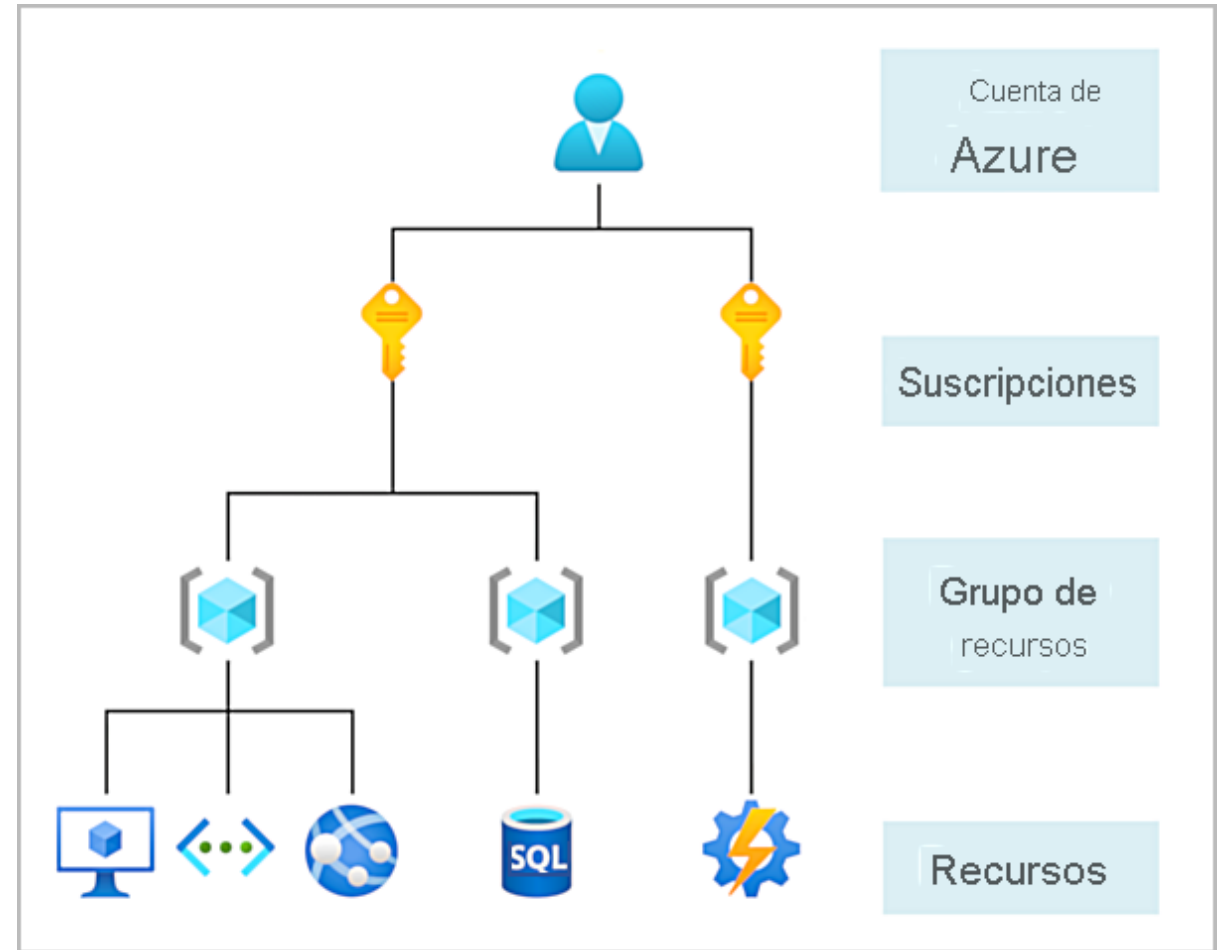 Cuenta de
Azure
Suscripciones
Grupo de
recursos
SQL
Recursos